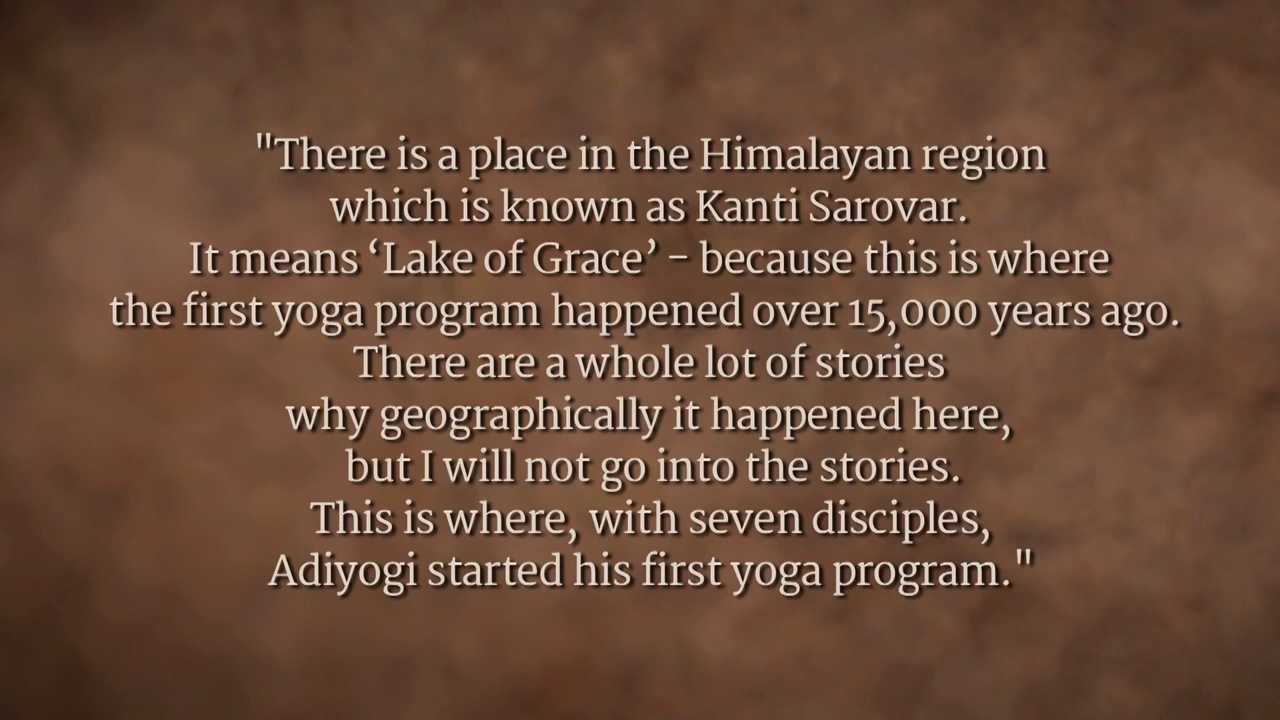 "There is a place in the Himalayan region
which is known as Kanti Sarovar.
It means ‘Lake of Grace’ - because this is where
the first yoga program happened over 15,000 years ago.
There are a whole lot of stories
why geographically it happened here,
but I will not go into the stories.
This is where, with seven disciples,
Adiyogi started his first yoga program."